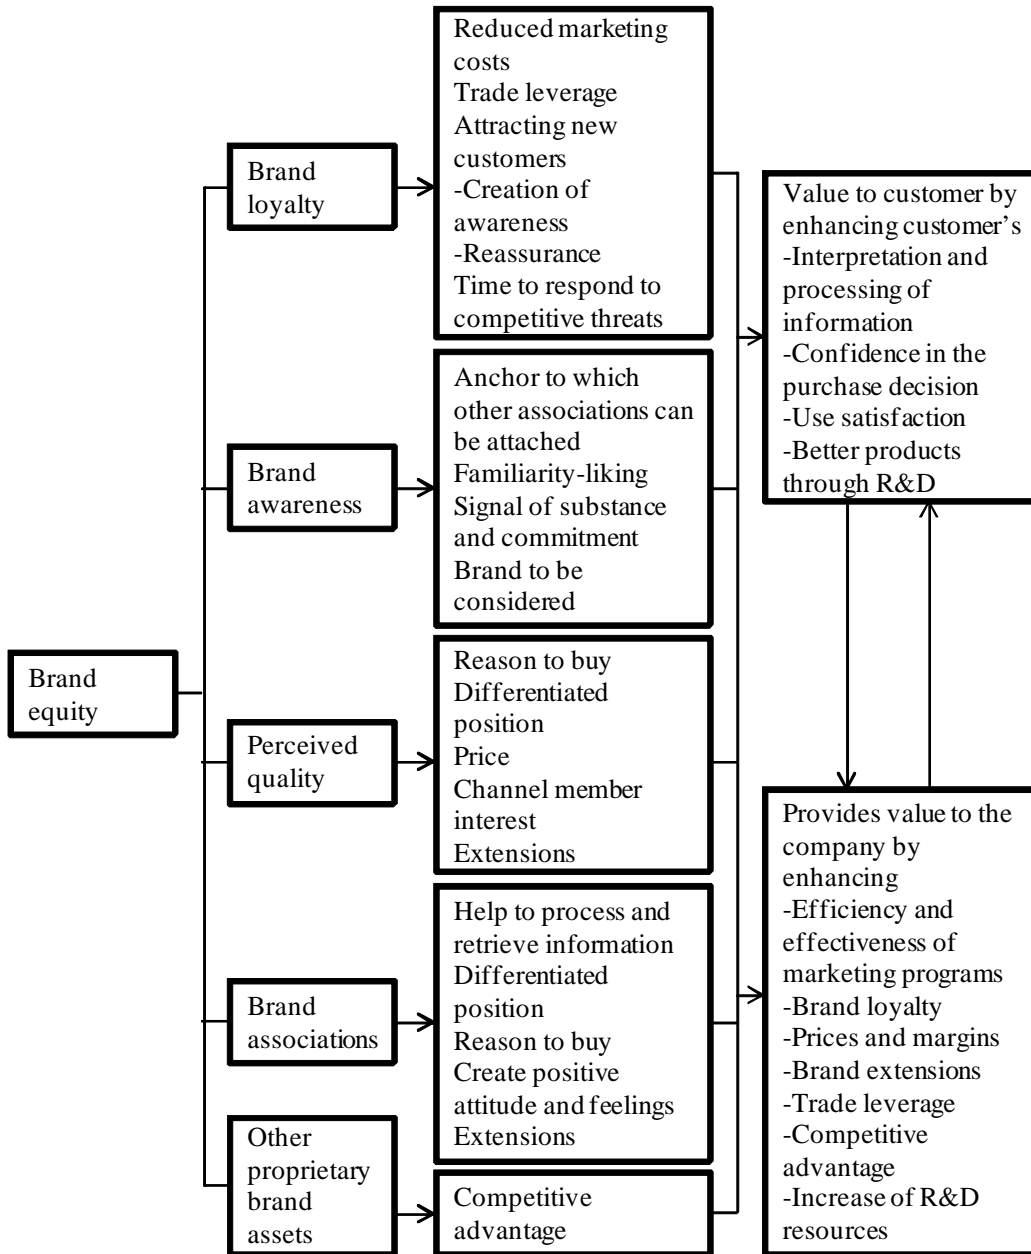 Brand
equity
Brand
loyalty
Reduced marketing
costs
Trade leverage
Attracting new
customers
-Creation of
awareness
-Reassurance
Time to respond to
competitive threats
Brand
awareness
Anchor to which
other associations can
be attached
Familiarity-liking
Signal of substance
and commitment
Brand to be
considered
Perceived
quality
Reason to buy
Differentiated
position
Price
Channel member
interest
Extensions
Brand
associations
Help to process and
retrieve information
Differentiated
position
Reason to buy
Create positive
attitude and feelings
Extensions
Other
proprietary
brand
assets
Competitive
advantage
Value to customer by
enhancing customer’s
-Interpretation and
processing of
information
-Confidence in the
purchase decision
-Use satisfaction
-Better products
through R&D
Provides value to the
company by
enhancing
-Efficiency and
effectiveness of
marketing programs
-Brand loyalty
-Prices and margins
-Brand extensions
-Trade leverage
-Competitive
advantage
-Increase of R&D
resources